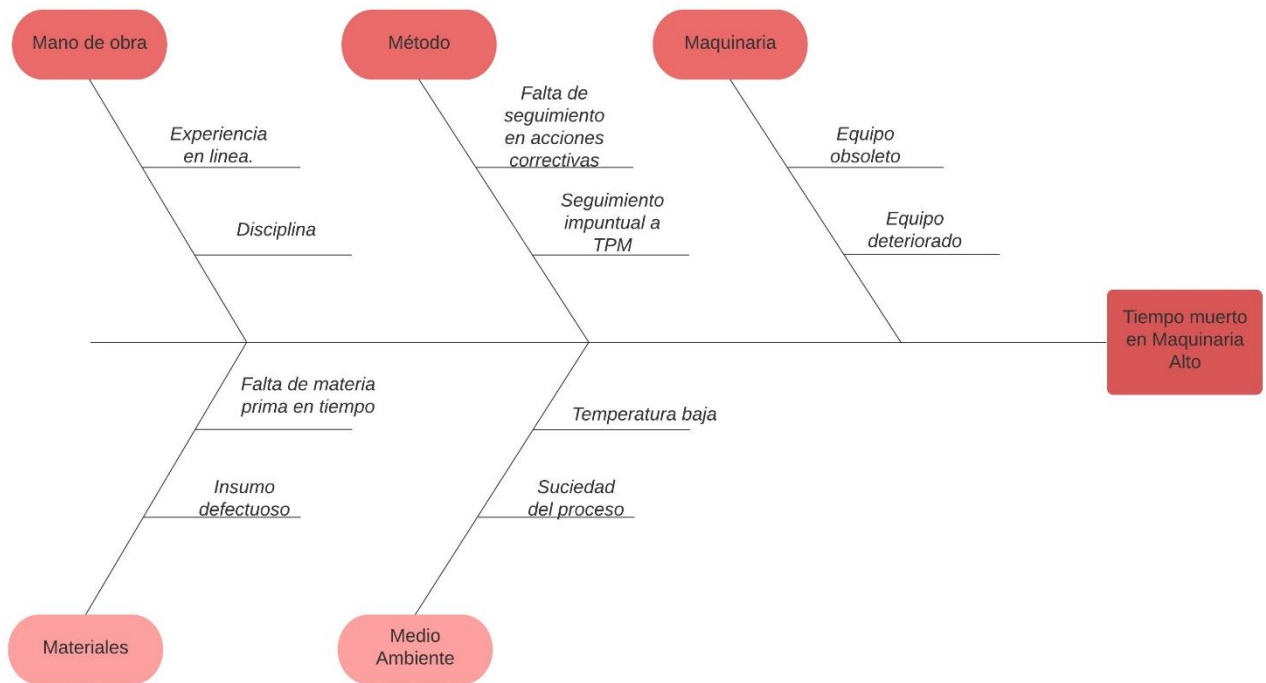 Mano de obra
Método
Maquinaria
Experiencia
en linea.
Disciplina
Falta de
seguimiento
en acciones
correctivas
Seguimiento
impuntual a
TPM
Equipo
obsoleto
Equipo
deteriorado
Tiempo muerto
en Maquinaria
Alto
Falta de materia
prima en tiempo
Insumo
defectuoso
Temperatura baja
Suciedad
del proceso
Materiales
Medio
Ambiente